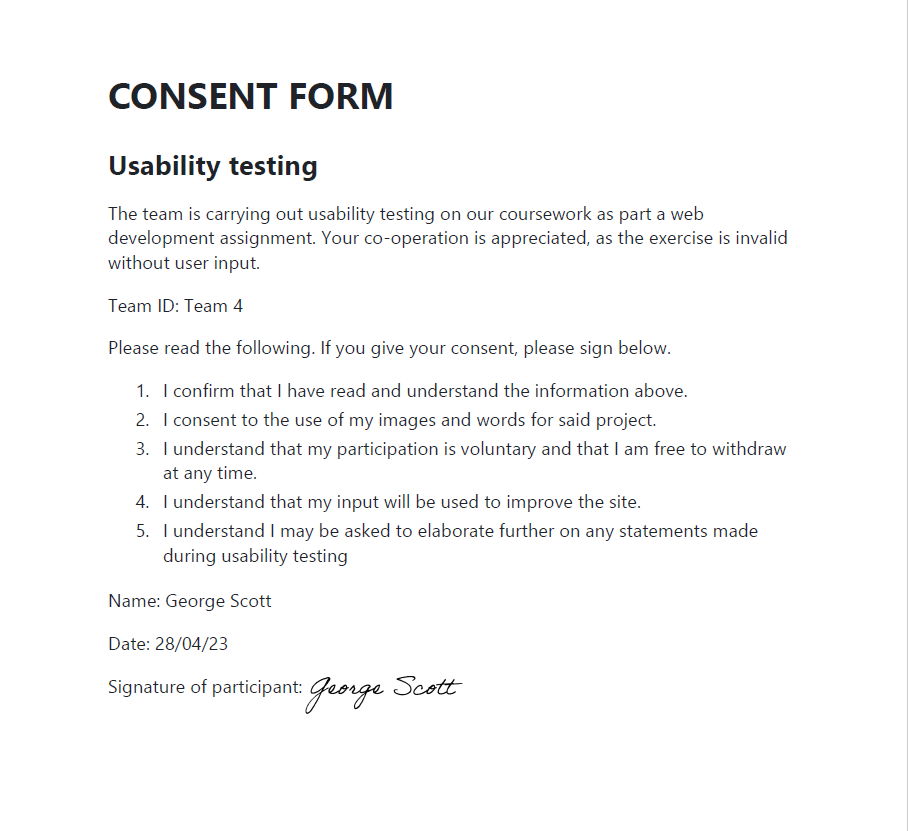 CONSENT FORM
Usability testing
The team is carrying out usability testing on our coursework as part a web
development assignment. Your co-operation is appreciated, as the exercise is invalid
without user input.
Team ID: Team 4
Please read the following. If you give your consent, please sign below.
1. I confirm that I have read and understand the information above.
2. I consent to the use of my images and words for said project.
3. I understand that my participation is voluntary and that I am free to withdraw
at any time.
4. I understand that my input will be used to improve the site.
5. I understand I may be asked to elaborate further on any statements made
during usability testing
Name: George Scott
Date: 28/04/23
Signature of participant: George Scott